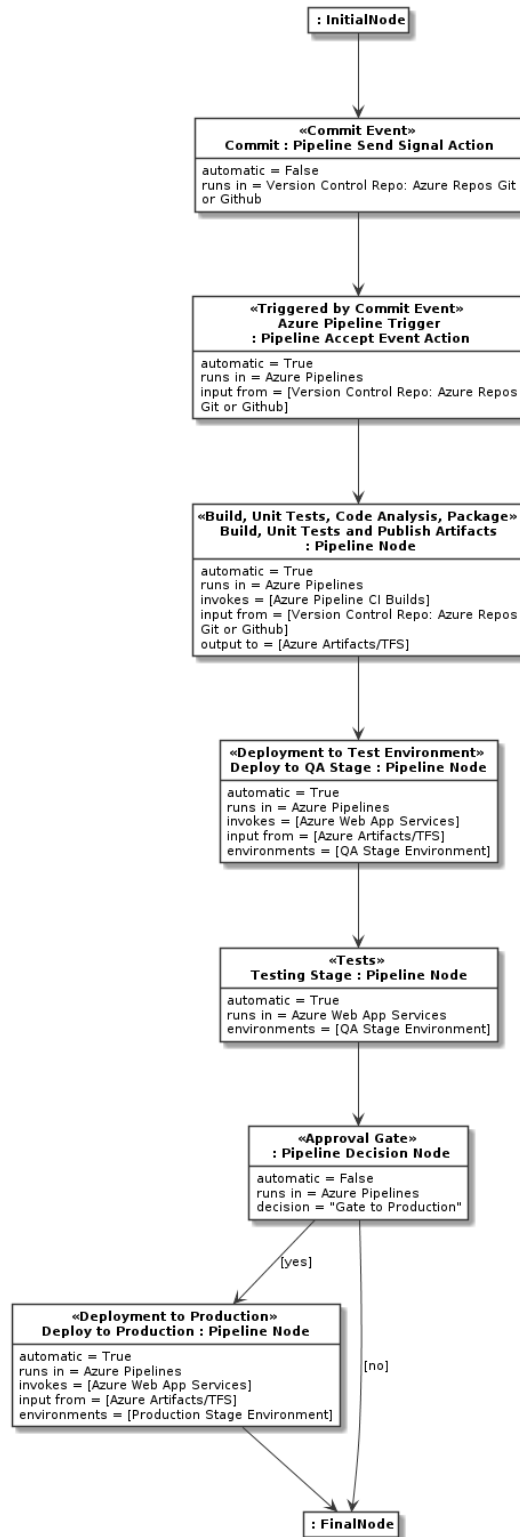 : InitialNode
«Commit Event»
Commit : Pipeline Send Signal Action
automatic = False
runs in = Version Control Repo: Azure Repos Git
or Github
«Triggered by Commit Event»
Azure Pipeline Trigger
: Pipeline Accept Event Action
automatic = True
runs in = Azure Pipelines
input from = [Version Control Repo: Azure Repos
Git or Github]
«Build, Unit Tests, Code Analysis, Package»
Build, Unit Tests and Publish Artifacts
: Pipeline Node
automatic = True
runs in = Azure Pipelines
invokes = [Azure Pipeline CI Builds]
input from = [Version Control Repo: Azure Repos
Git or Github]
output to = [Azure Artifacts/TFS]
«Deployment to Test Environment»
Deploy to QA Stage : Pipeline Node
automatic = True
runs in = Azure Pipelines
invokes = [Azure Web App Services]
input from = [Azure Artifacts/TFS]
environments = [QA Stage Environment]
«Tests»
Testing Stage : Pipeline Node
automatic = True
runs in = Azure Web App Services
environments = [QA Stage Environment]
«Approval Gate»
: Pipeline Decision Node
automatic = False
runs in = Azure Pipelines
decision = "Gate to Production"
[yes]
«Deployment to Production»
Deploy to Production : Pipeline Node
automatic = True
runs in = Azure Pipelines
invokes = [Azure Web App Services]
input from = [Azure Artifacts/TFS]
environments = [Production Stage Environment]
[no]
: FinalNode